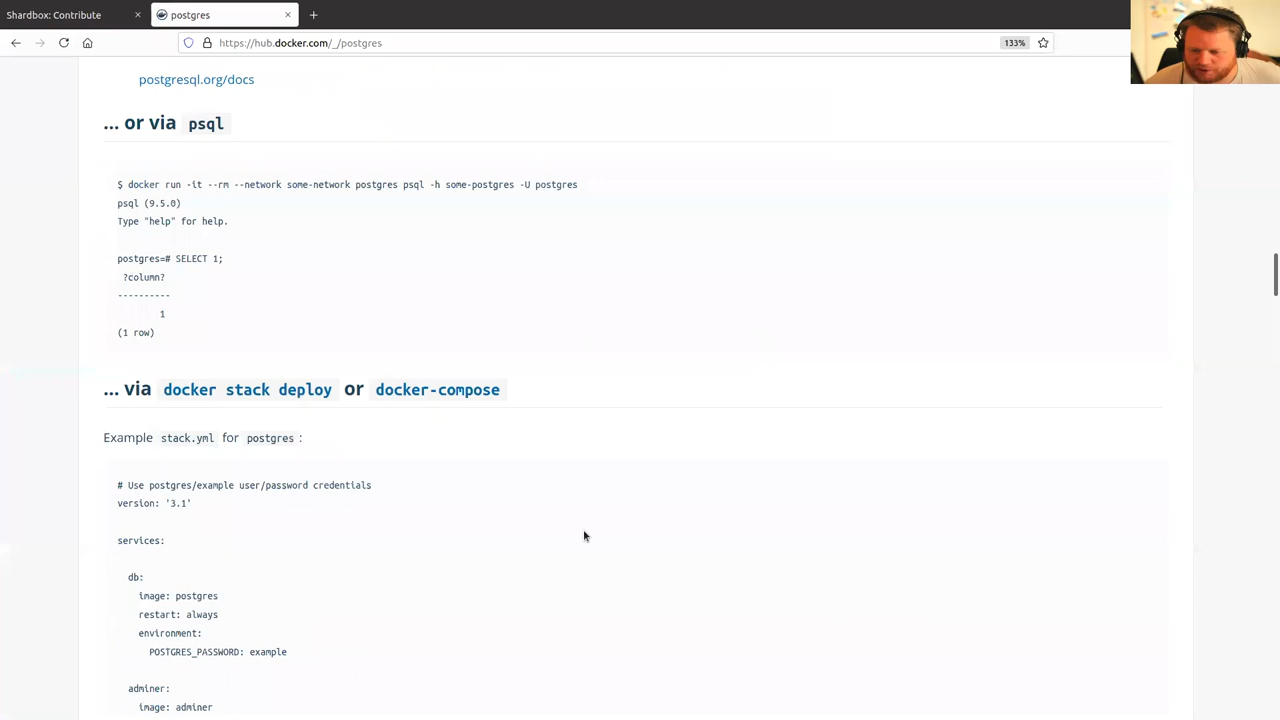 Shardbox: Contribute
postgres
https://hub.docker.com/_/postgres
133%
postgresql.org/docs
... or via psql
$ docker run -it --rm --network some-network postgres psql -h some-postgres -U postgres
psql (9.5.0)
Type "help" for help.
postgres=# SELECT 1;
?column?
----------
1
(1 row)
... via docker stack deploy or docker-compose
Example stack.yml for postgres :
# Use postgres/example user/password credentials
version: '3.1'
services:
db:
image: postgres
restart: always
environment:
POSTGRES_PASSWORD: example
adminer:
image: adminer